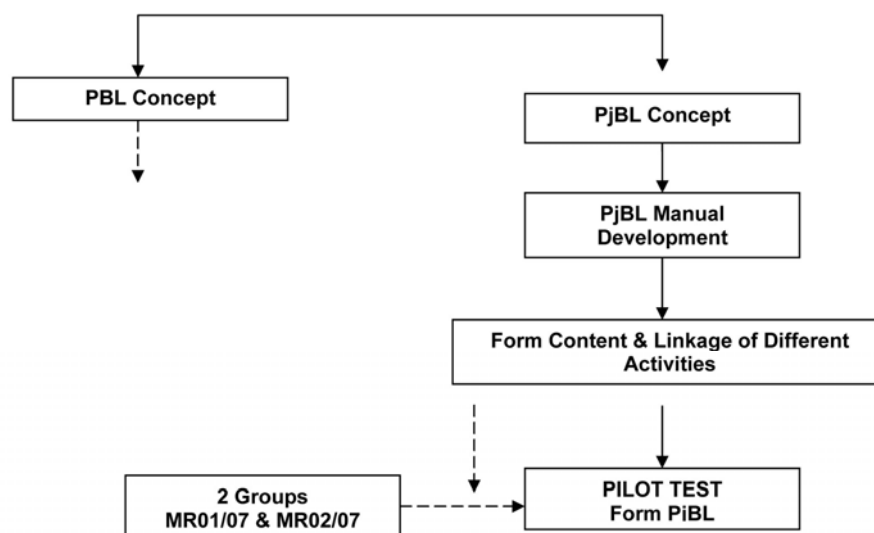 PBL Concept
PjBL Concept
PjBL Manual
Development
Form Content & Linkage of Different
Activities
2 Groups
MR01/07 & MR02/07
PILOT TEST
Form PjBL